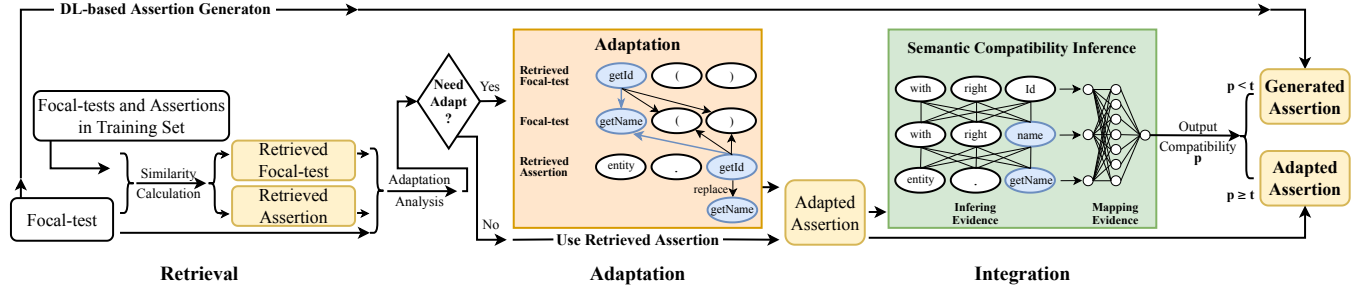 DL-based Assertion Generaton
Focal-tests and Assertions
in Training Set
Focal-test
Similarity
Calculation
Retrieved
Focal-test
Retrieved
Assertion
Adaptation
Analysis
Need
Adapt
?
Yes
No
Adaptation
Retrieved
Focal-test
getId
(
)
Focal-test
getName
(
)
Retrieved
Assertion
entity
.
getId
replace
getName
Use Retrieved Assertion
Adapted
Assertion
Semantic Compatibility Inference
with
right
Id
with
right
name
entity
.
getName
Infering
Evidence
Mapping
Evidence
Output
Compatibility
p
p < t
Generated
Assertion
p ≥ t
Adapted
Assertion
Retrieval
Adaptation
Integration